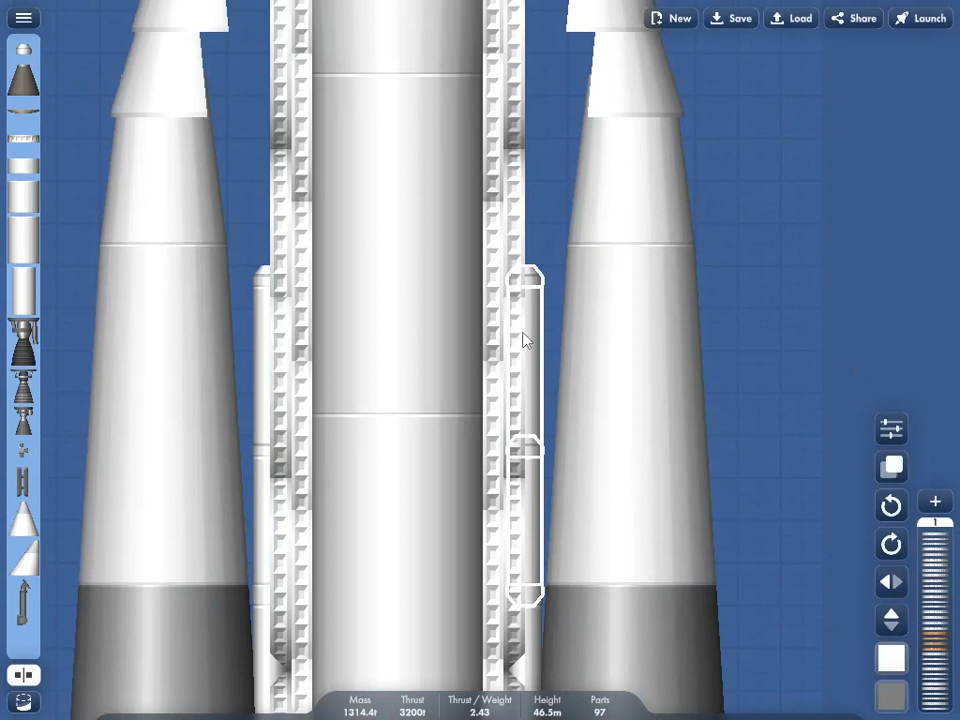 New Save Load Share Launch
1
Mass Thrust Thrust / Weight Height Parts
1314.4t 3200t 2.43 46.5m 97